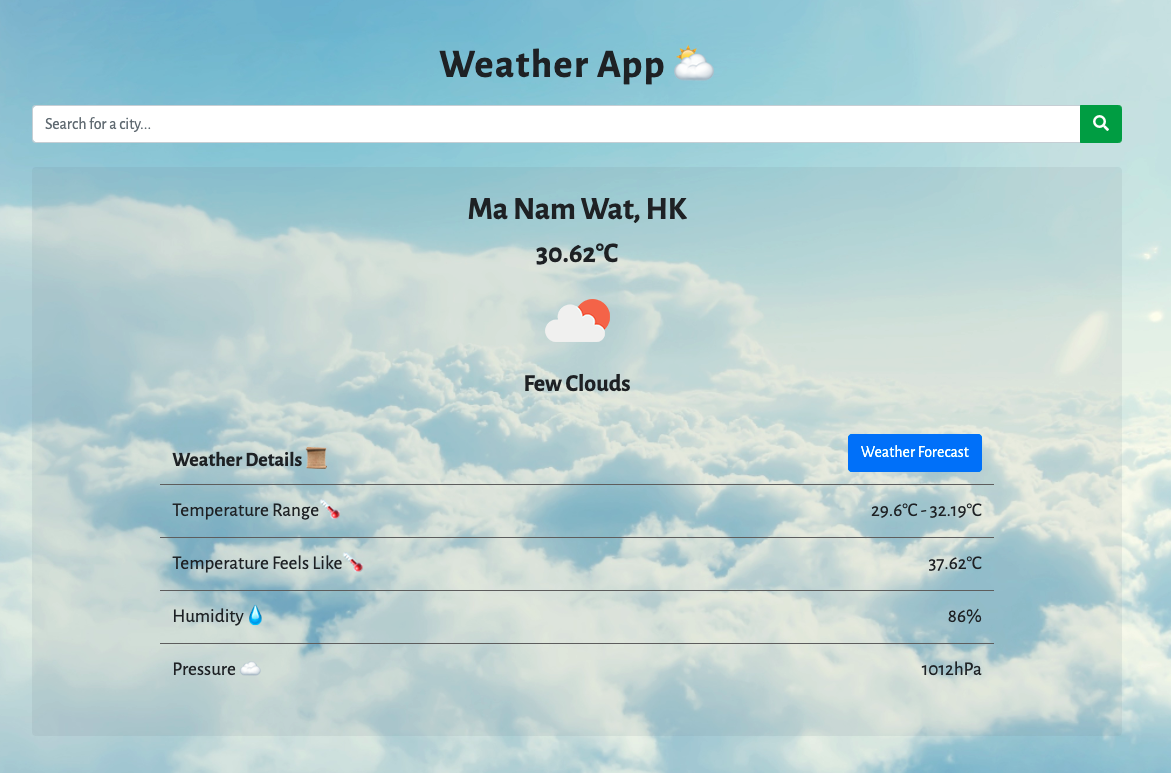 Weather App
Search for a city...
Ma Nam Wat, HK
30.62°C
Few Clouds
Weather Details
Weather Forecast
Temperature Range
29.6°C - 32.19°C
Temperature Feels Like
37.62°C
Humidity
86%
Pressure
1012hPa